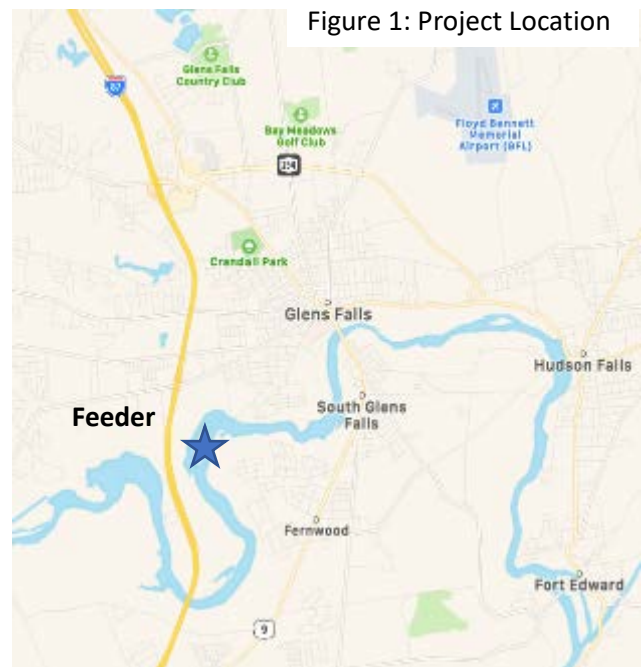 Figure 1: Project Location
Glens Falls
Country Club
87
Bay Meadows
Golf Club
Floyd Bennett
Memorial
Airport (GFL)
254
Crandall Park
Glens Falls
Hudson Falls
South Glens
Falls
Feeder
Fernwood
Fort Edward
9